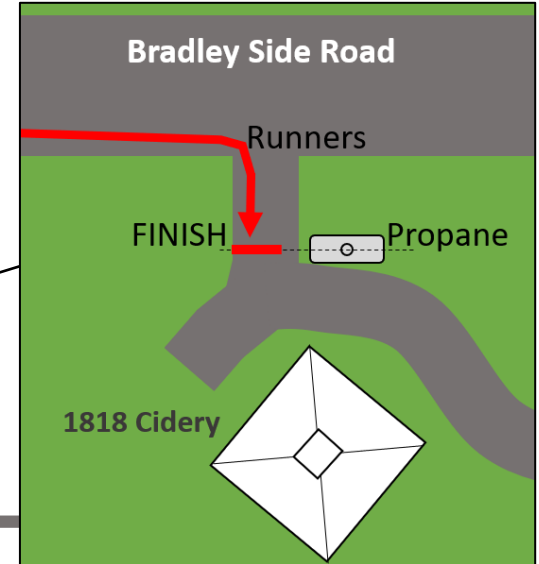 Bradley Side Road
Runners
FINISH
Propane
1818 Cidery